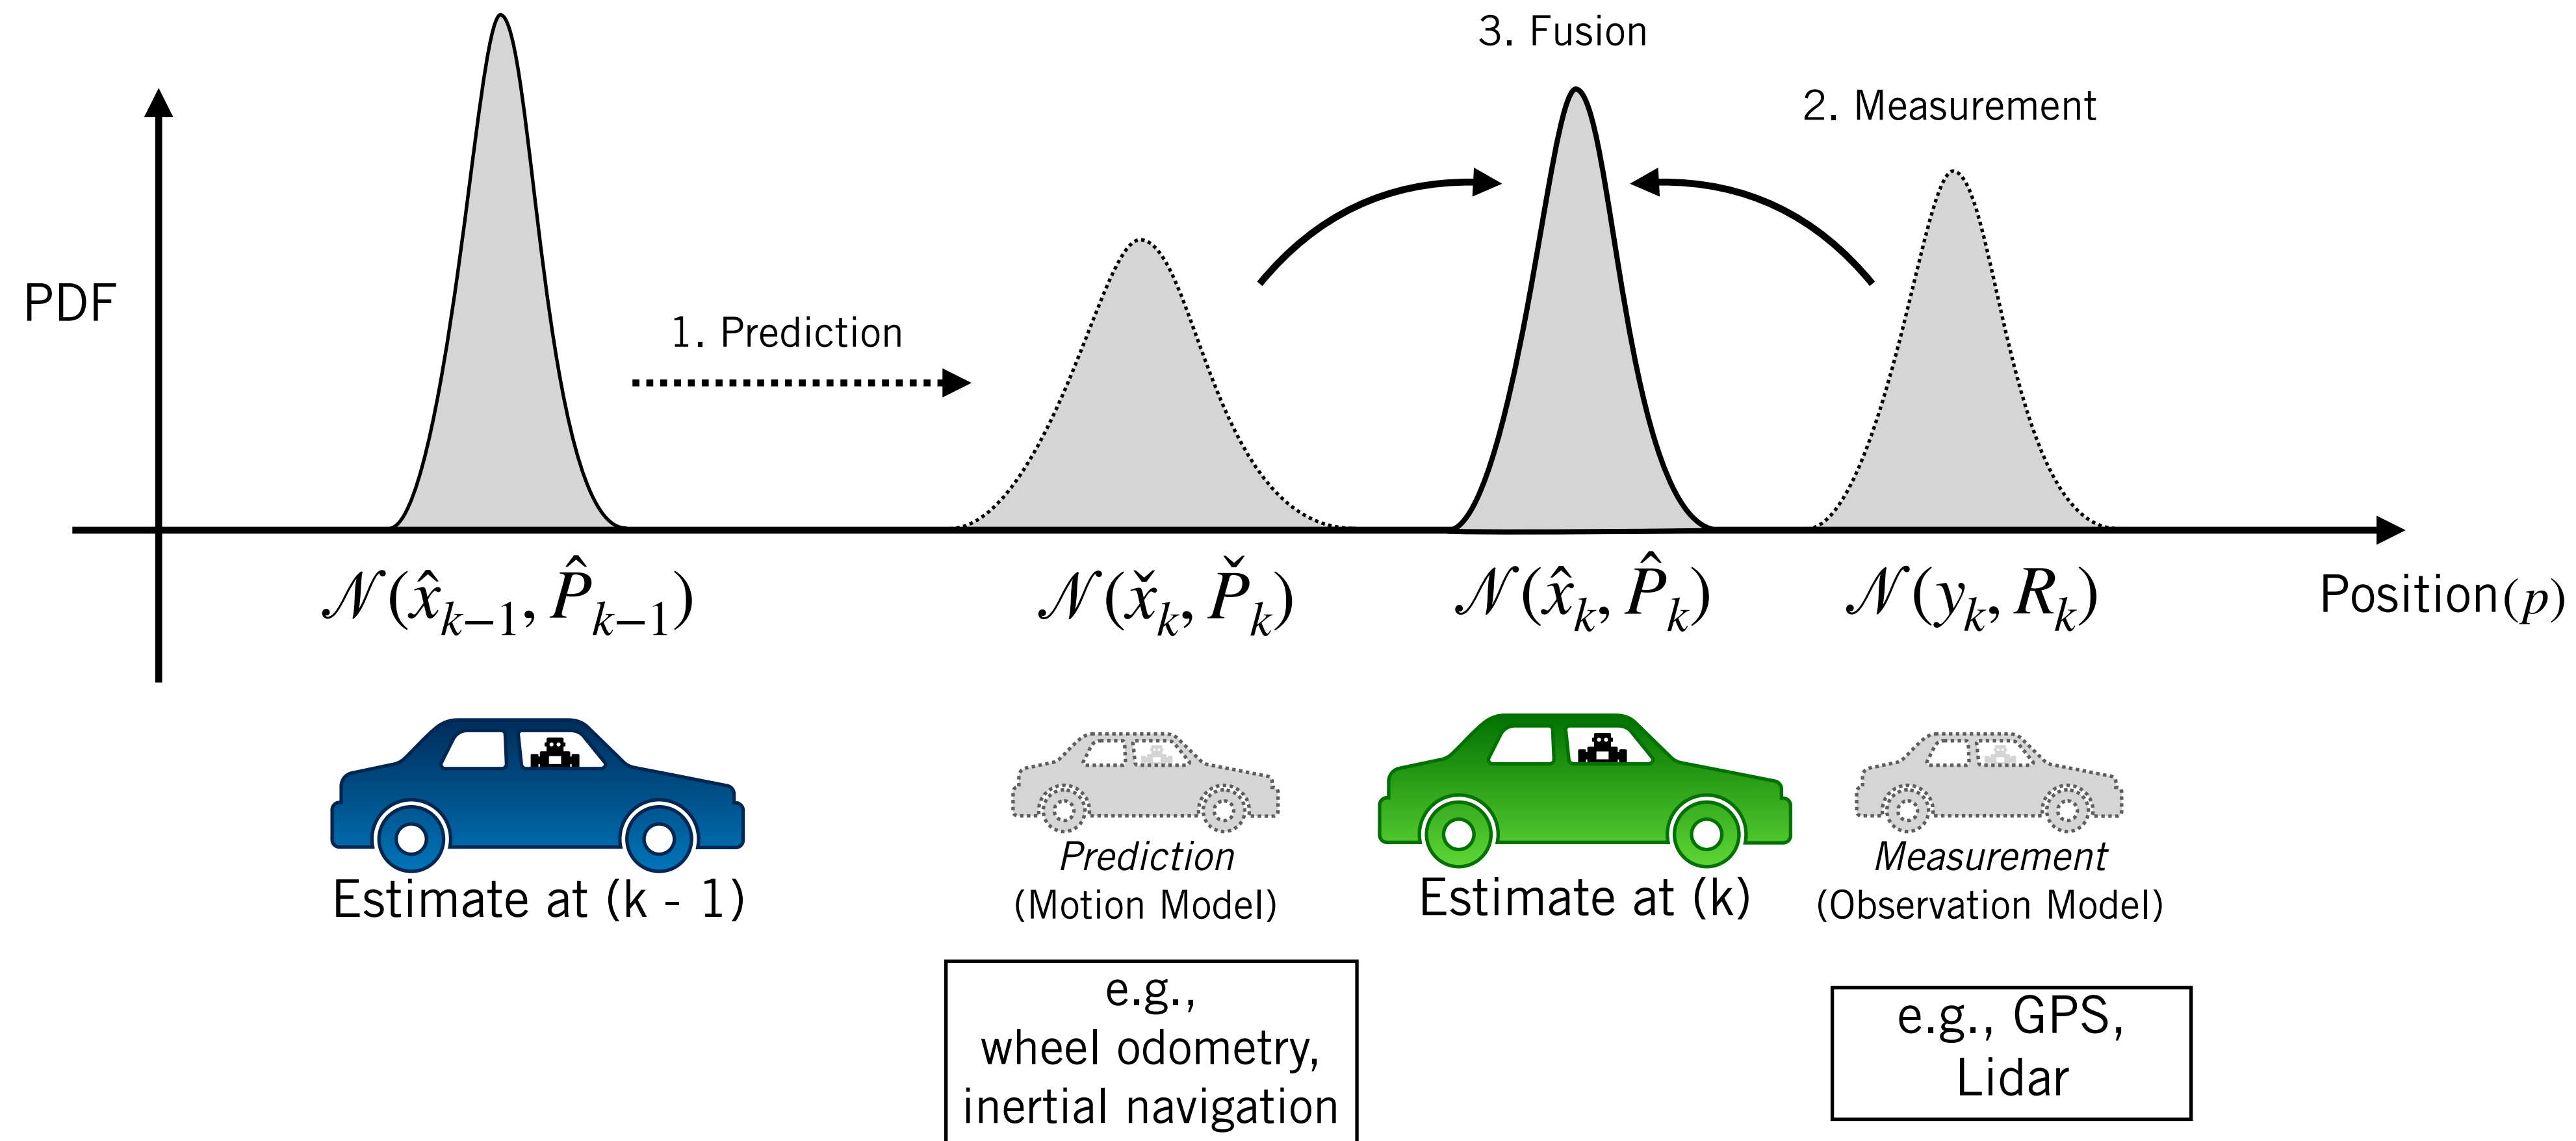 3. Fusion
2. Measurement
PDF
1. Prediction
𝒩(x̂ₖ₋₁, P̂ₖ₋₁)
𝒩(x̌ₖ, P̌ₖ)
𝒩(x̂ₖ, P̂ₖ)
𝒩(yₖ, Rₖ)
Position(p)
Estimate at (k - 1)
Prediction
(Motion Model)
Estimate at (k)
Measurement
(Observation Model)
e.g.,
wheel odometry,
inertial navigation
e.g., GPS,
Lidar